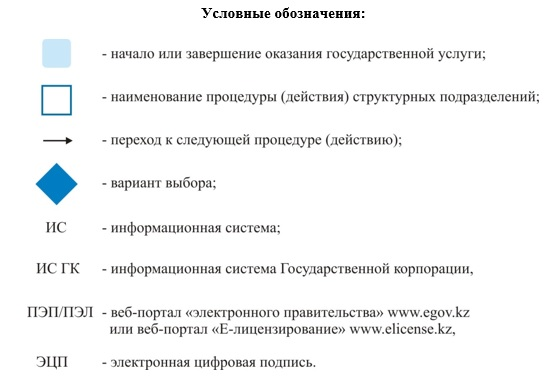 Условные обозначения:
- начало или завершение оказания государственной услуги;
- наименование процедуры (действия) структурных подразделений;
- переход к следующей процедуре (действию);
- вариант выбора;
ИС - информационная система;
ИС ГК - информационная система Государственной корпорации,
ПЭП/ПЭЛ - веб-портал «электронного правительства» www.egov.kz
или веб-портал «Е-лицензирование» www.elicense.kz,
ЭЦП - электронная цифровая подпись.